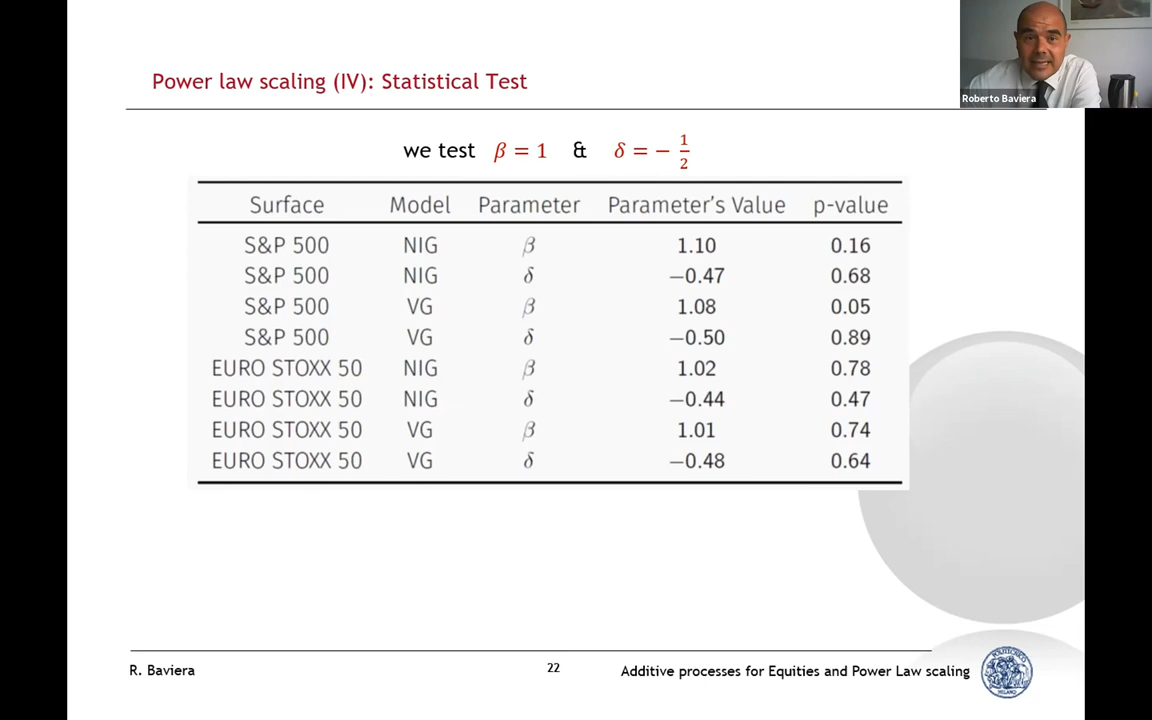 Roberto Baviera
Power law scaling (IV): Statistical Test
we test β = 1 & δ = − 1/2
Surface Model Parameter Parameter's Value p-value
S&P 500 NIG β 1.10 0.16
S&P 500 NIG δ −0.47 0.68
S&P 500 VG β 1.08 0.05
S&P 500 VG δ −0.50 0.89
EURO STOXX 50 NIG β 1.02 0.78
EURO STOXX 50 NIG δ −0.44 0.47
EURO STOXX 50 VG β 1.01 0.74
EURO STOXX 50 VG δ −0.48 0.64
R. Baviera 22 Additive processes for Equities and Power Law scaling
POLITECNICO
MILANO